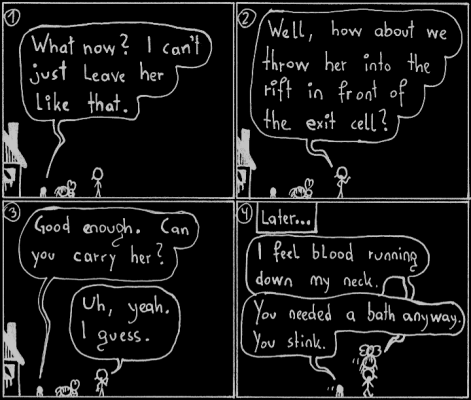 1
What now? I can't
just leave her
like that.
2
Well, how about we
throw her into the
rift in front of
the exit cell?
3
Good enough. Can
you carry her?
Uh, yeah.
I guess.
4
Later...
I feel blood running
down my neck.
You needed a bath anyway.
You stink.